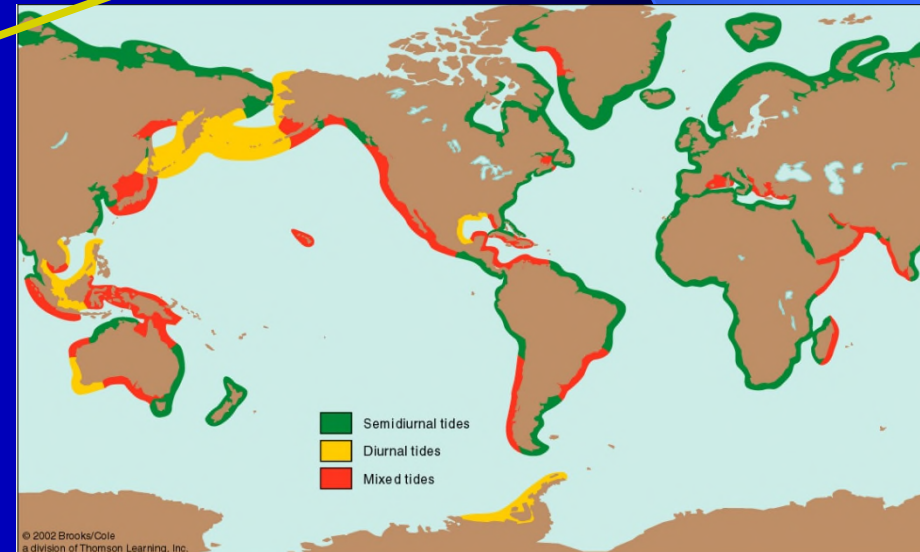 Semidiurnal tides
Diurnal tides
Mixed tides
© 2002 Brooks/Cole
a division of Thomson Learning, Inc.